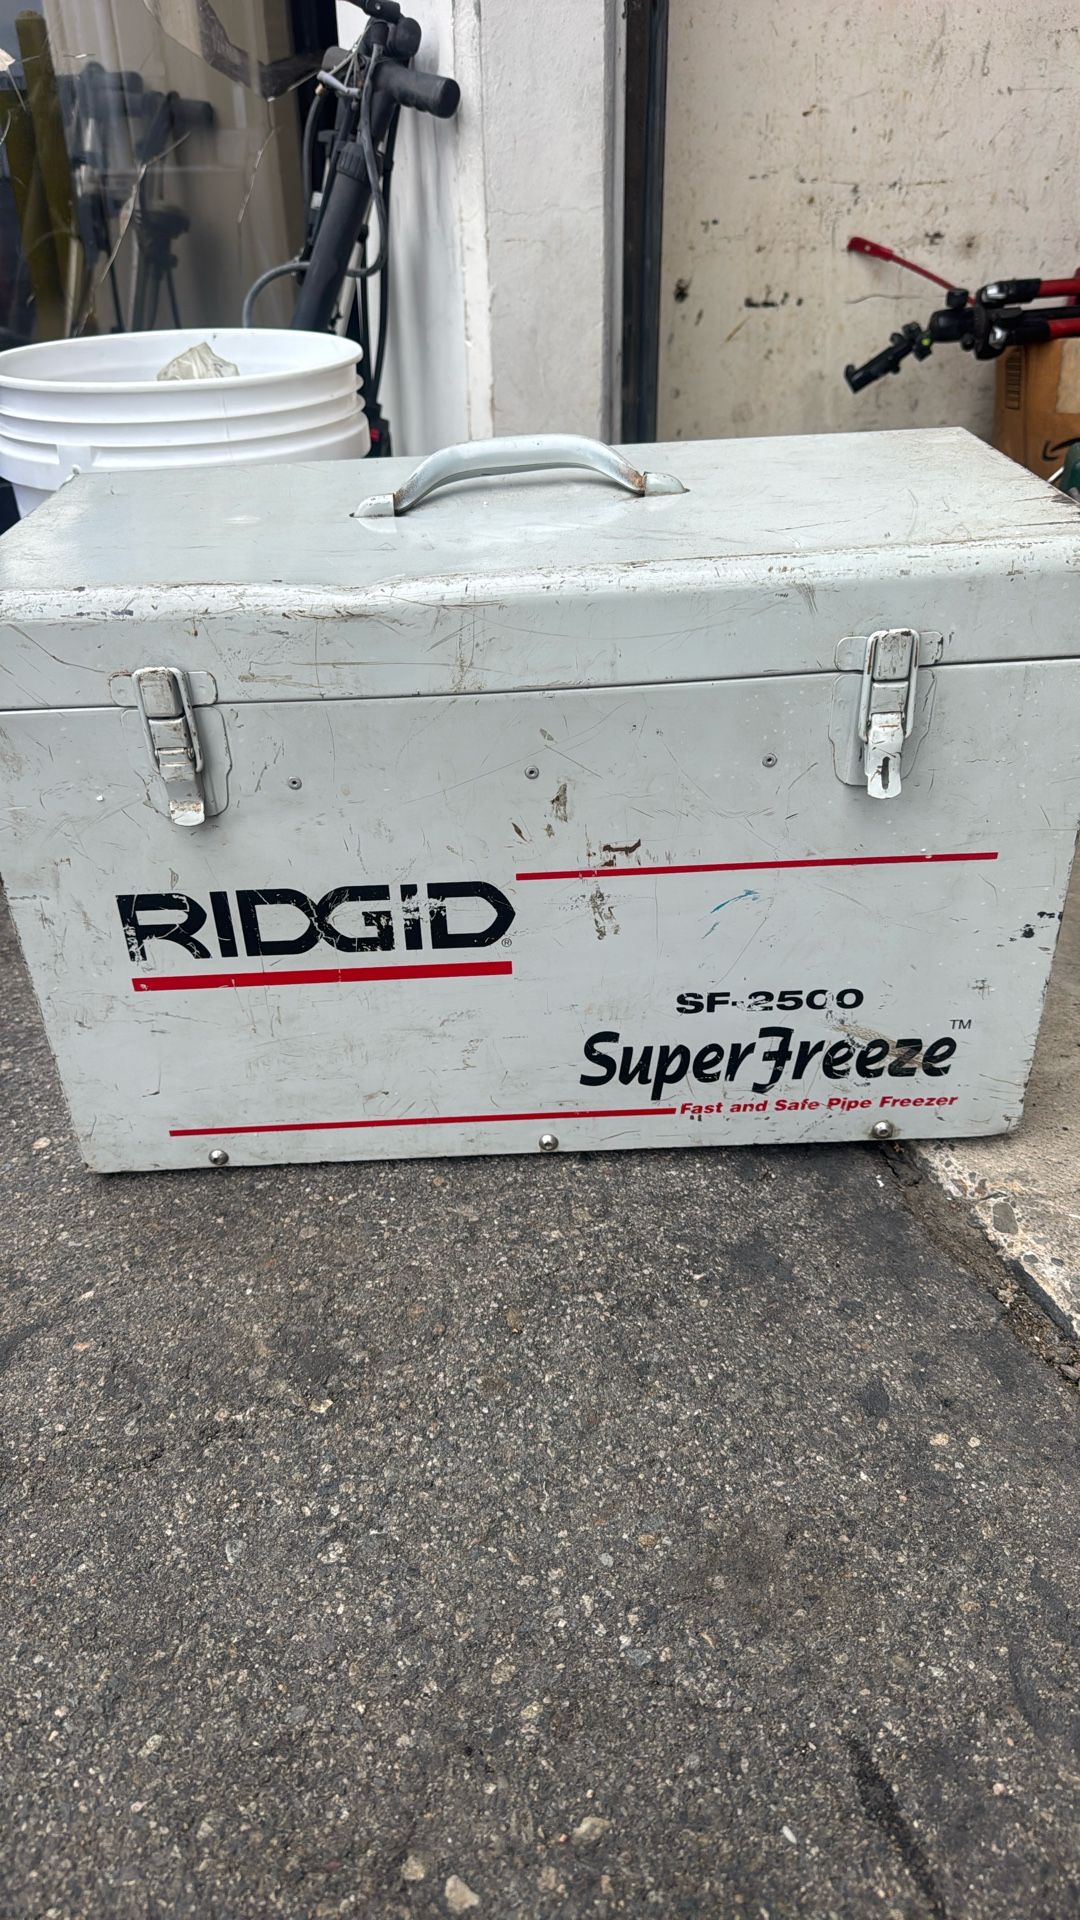 RIDGID®
SF-2500
SuperFreeze™
Fast and Safe Pipe Freezer